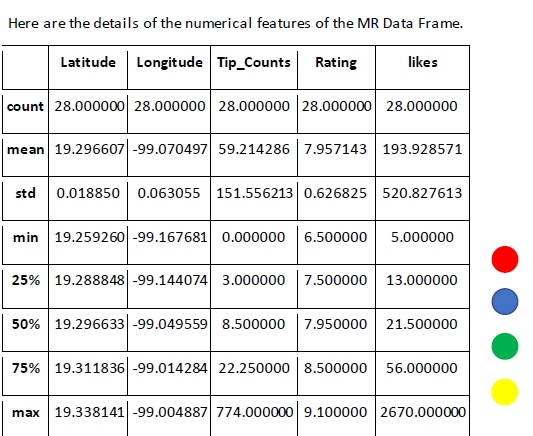 Here are the details of the numerical features of the MR Data Frame.
Latitude Longitude Tip_Counts Rating likes
count 28.000000 28.000000 28.000000 28.000000 28.000000
mean 19.296607 -99.070497 59.214286 7.957143 193.928571
std 0.018850 0.063055 151.556213 0.626825 520.827613
min 19.259260 -99.167681 0.000000 6.500000 5.000000
25% 19.288848 -99.144074 3.000000 7.500000 13.000000
50% 19.296633 -99.049559 8.500000 7.950000 21.500000
75% 19.311836 -99.014284 22.250000 8.500000 56.000000
max 19.338141 -99.004887 774.000000 9.100000 2670.000000